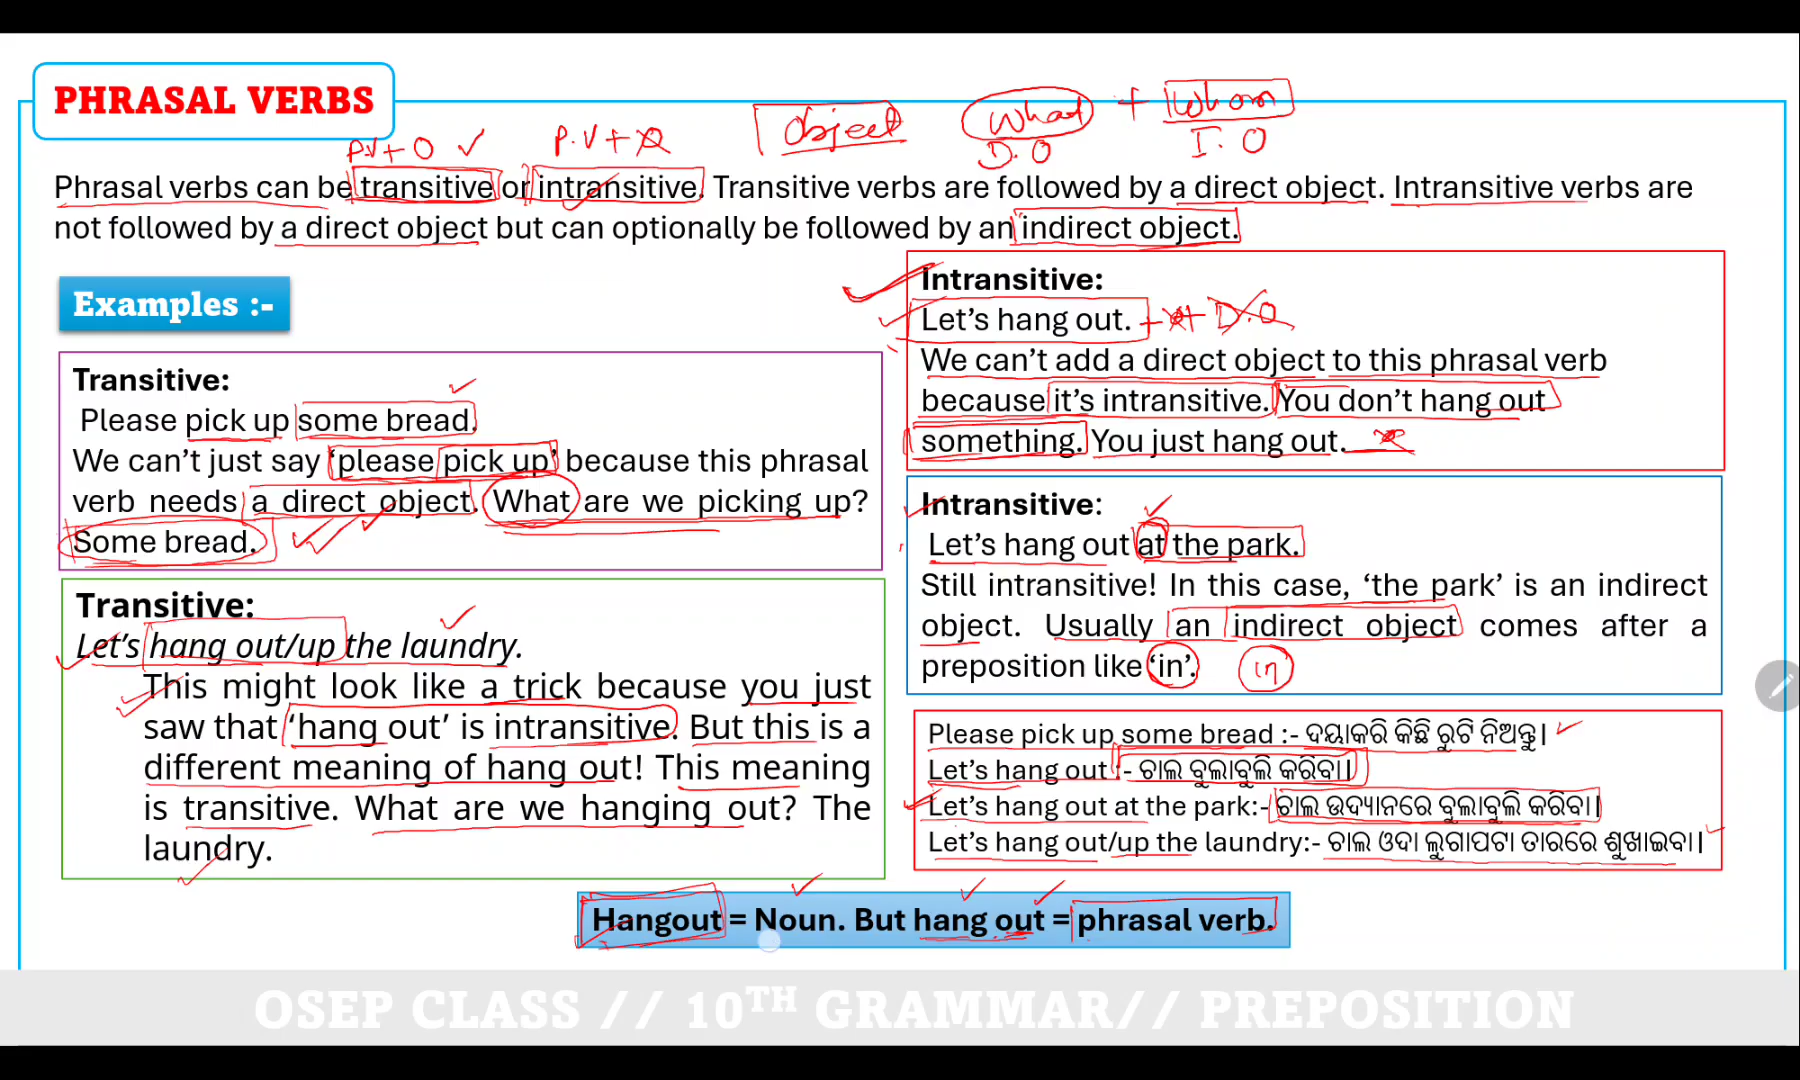 PHRASAL VERBS
object
What + Whom
D.O
I.O
P.V+O ✓
P.V+
Phrasal verbs can be transitive or intransitive. Transitive verbs are followed by a direct object. Intransitive verbs are
not followed by a direct object but can optionally be followed by an indirect object.
Examples :-
Transitive:
Please pick up some bread.
We can't just say 'please pick up' because this phrasal
verb needs a direct object. What are we picking up?
Some bread.
Transitive:
Let's hang out/up the laundry.
This might look like a trick because you just
saw that 'hang out' is intransitive. But this is a
different meaning of hang out! This meaning
is transitive. What are we hanging out? The
laundry.
Intransitive:
Let's hang out. + D.O
We can't add a direct object to this phrasal verb
because it's intransitive. You don't hang out
something. You just hang out.
Intransitive:
Let's hang out at the park.
Still intransitive! In this case, 'the park' is an indirect
object. Usually an indirect object comes after a
preposition like 'in'. in
Please pick up some bread :- ଦୟାକରି କିଛି ରୁଟି ନିଅନ୍ତୁ।
Let's hang out :- ଚାଲ ବୁଲାବୁଲି କରିବା।
Let's hang out at the park:- ଚାଲ ଉଦ୍ୟାନରେ ବୁଲାବୁଲି କରିବା।
Let's hang out/up the laundry:- ଚାଲ ଓଦା ଲୁଗାପଟା ତାରରେ ଶୁଖାଇବା।
Hangout = Noun. But hang out = phrasal verb.
OSEP CLASS // 10TH GRAMMAR// PREPOSITION